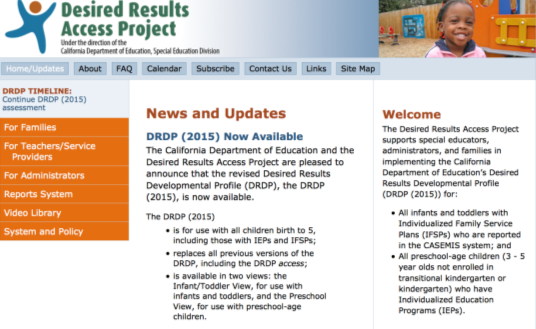 Desired Results
Access Project
Under the direction of the
California Department of Education, Special Education Division
Home/Updates About FAQ Calendar Subscribe Contact Us Links Site Map
DRDP TIMELINE:
Continue DRDP (2015)
assessment
For Families
For Teachers/Service
Providers
For Administrators
Reports System
Video Library
System and Policy
News and Updates
DRDP (2015) Now Available
The California Department of Education and the
Desired Results Access Project are pleased to
announce that the revised Desired Results
Developmental Profile (DRDP), the DRDP
(2015), is now available.
The DRDP (2015)
• is for use with all children birth to 5,
including those with IEPs and IFSPs;
• replaces all previous versions of the
DRDP, including the DRDP access;
• is available in two views: the
Infant/Toddler View, for use with
infants and toddlers, and the Preschool
View, for use with preschool-age
children.
Welcome
The Desired Results Access Project
supports special educators,
administrators, and families in
implementing the California
Department of Education's Desired
Results Developmental Profile
(DRDP (2015)) for:
• All infants and toddlers with
Individualized Family Service
Plans (IFSPs) who are reported
in the CASEMIS system; and
• All preschool-age children (3 - 5
year olds not enrolled in
transitional kindergarten or
kindergarten) who have
Individualized Education
Programs (IEPs).